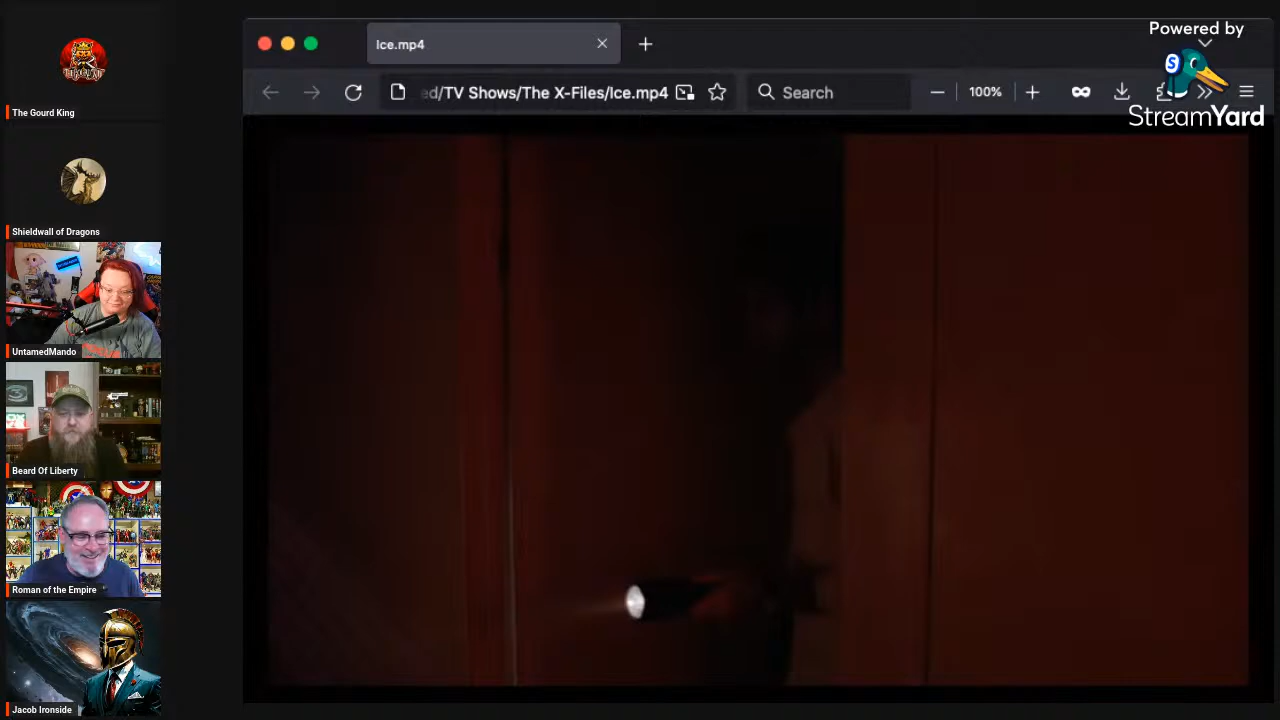 Ice.mp4
Powered by
StreamYard
ed/TV Shows/The X-Files/Ice.mp4
Search
100%
The Gourd King
Shieldwall of Dragons
UntamedMando
Beard Of Liberty
Roman of the Empire
Jacob Ironside